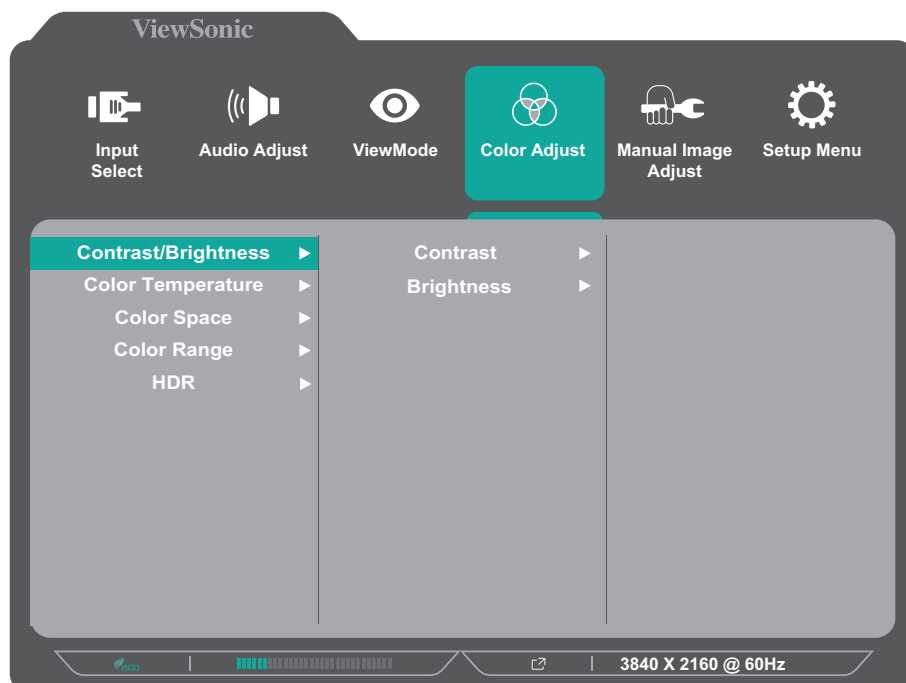 ViewSonic
Input
Select
Audio Adjust
ViewMode
Color Adjust
Manual Image
Adjust
Setup Menu
Contrast/Brightness
Color Temperature
Color Space
Color Range
HDR
Contrast
Brightness
eco
3840 X 2160 @ 60Hz